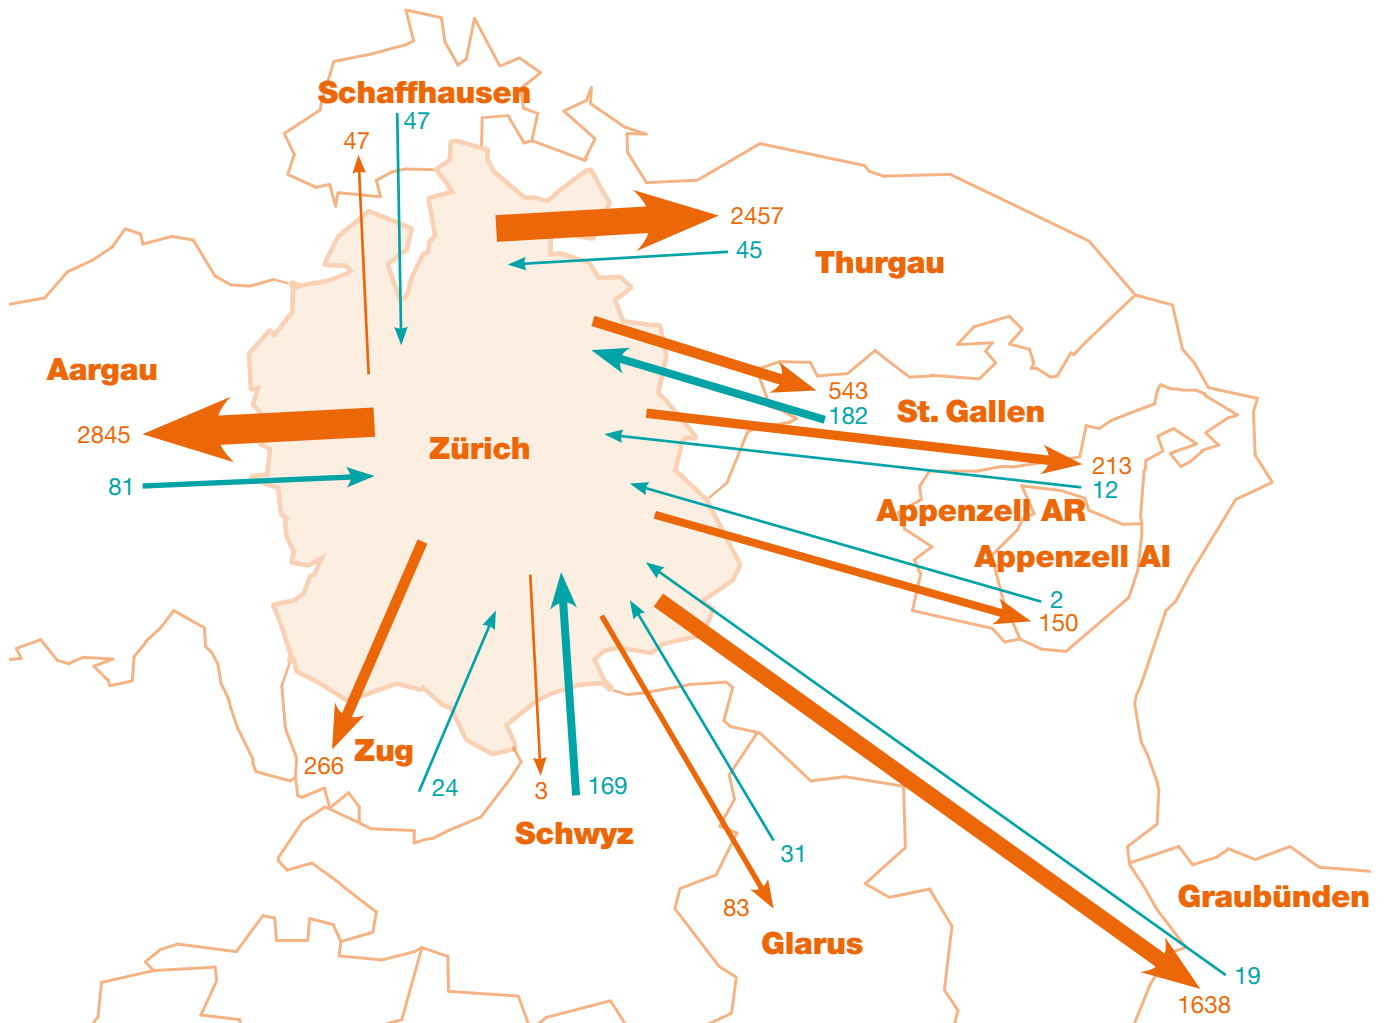 Schaffhausen
47
47
2457
45
Thurgau
Aargau
543
182
St. Gallen
2845
Zürich
213
81
12
Appenzell AR
Appenzell AI
2
150
Zug
266
24
3
169
Schwyz
31
Graubünden
83
Glarus
19
1638